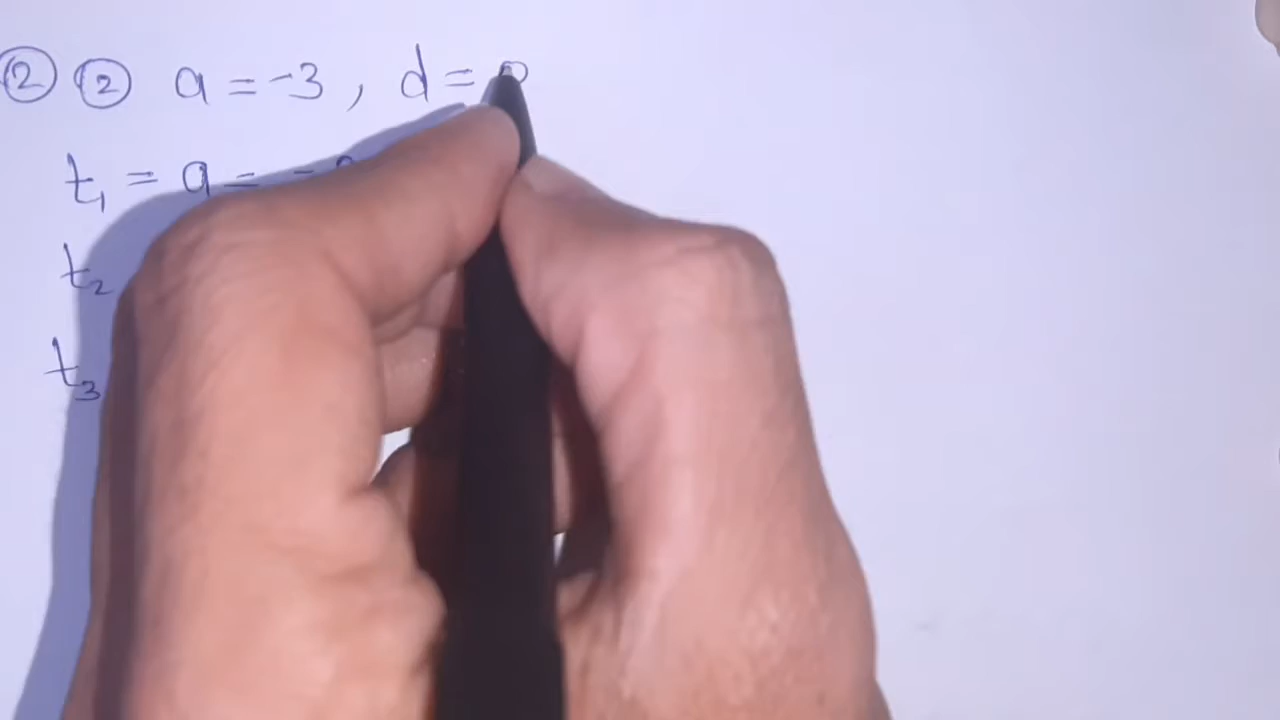 ② ② a = -3, d = 0
t₁ = a = -
t₂
t₃